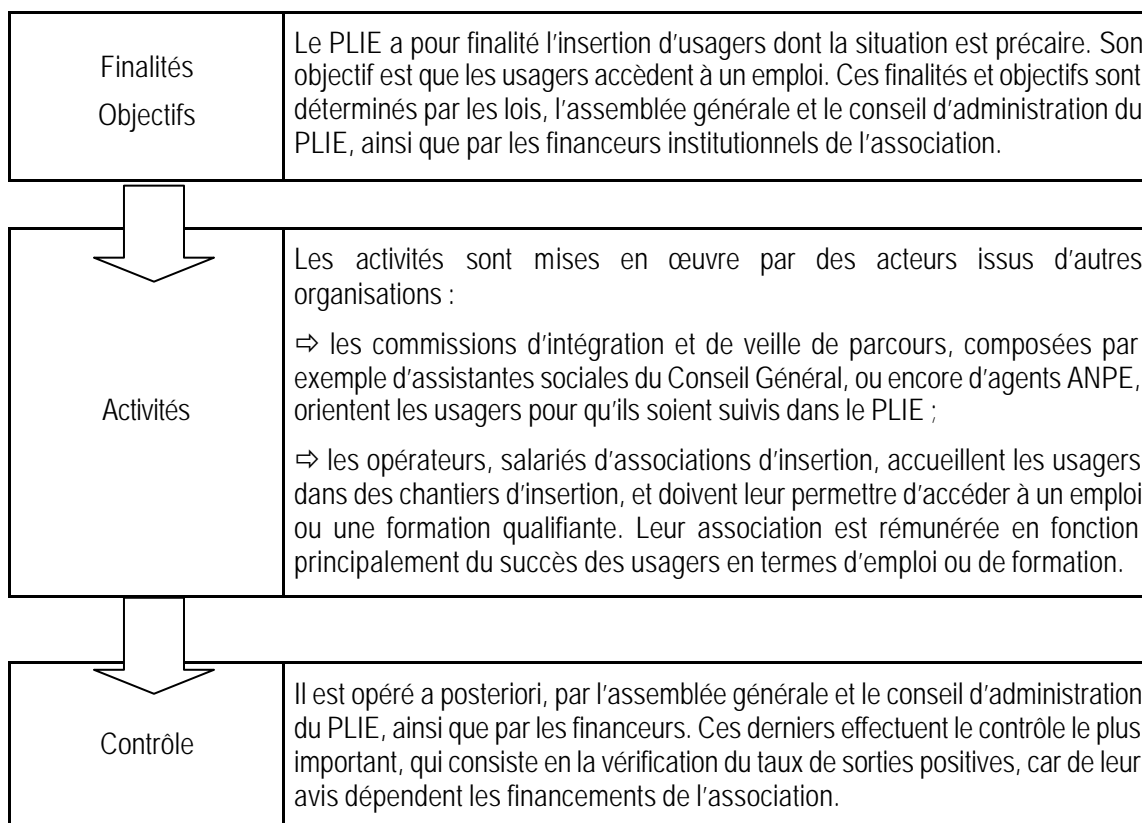 Finalités
Objectifs
Le PLIE a pour finalité l’insertion d’usagers dont la situation est précaire. Son
objectif est que les usagers accèdent à un emploi. Ces finalités et objectifs sont
déterminés par les lois, l’assemblée générale et le conseil d’administration du
PLIE, ainsi que par les financeurs institutionnels de l’association.
Activités
Les activités sont mises en œuvre par des acteurs issus d’autres
organisations :
⇨ les commissions d’intégration et de veille de parcours, composées par
exemple d’assistantes sociales du Conseil Général, ou encore d’agents ANPE,
orientent les usagers pour qu’ils soient suivis dans le PLIE ;
⇨ les opérateurs, salariés d’associations d’insertion, accueillent les usagers
dans des chantiers d’insertion, et doivent leur permettre d’accéder à un emploi
ou une formation qualifiante. Leur association est rémunérée en fonction
principalement du succès des usagers en termes d’emploi ou de formation.
Contrôle
Il est opéré a posteriori, par l’assemblée générale et le conseil d’administration
du PLIE, ainsi que par les financeurs. Ces derniers effectuent le contrôle le plus
important, qui consiste en la vérification du taux de sorties positives, car de leur
avis dépendent les financements de l’association.